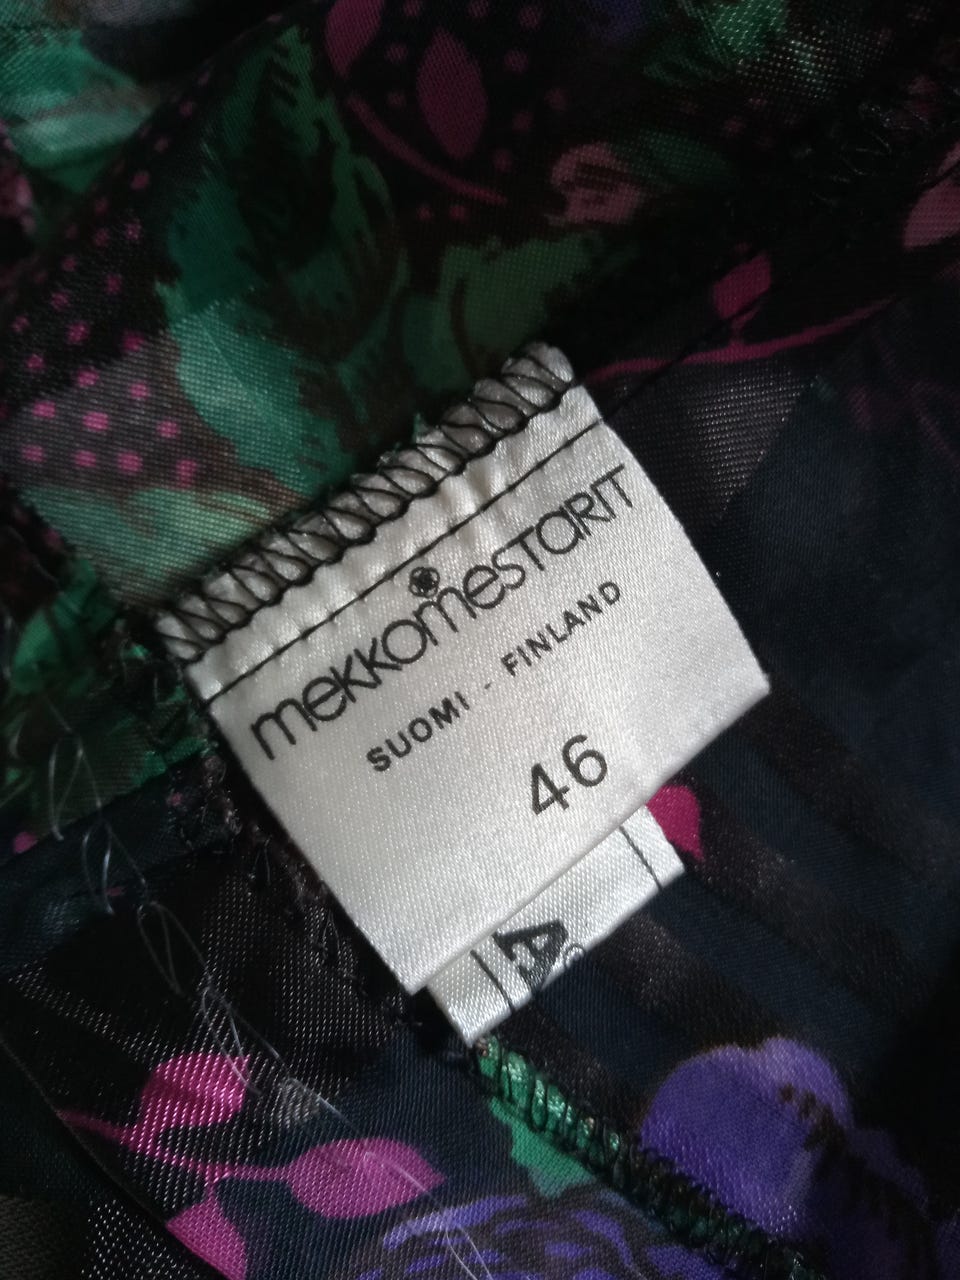 mekkomestarit
SUOMI - FINLAND
46
A